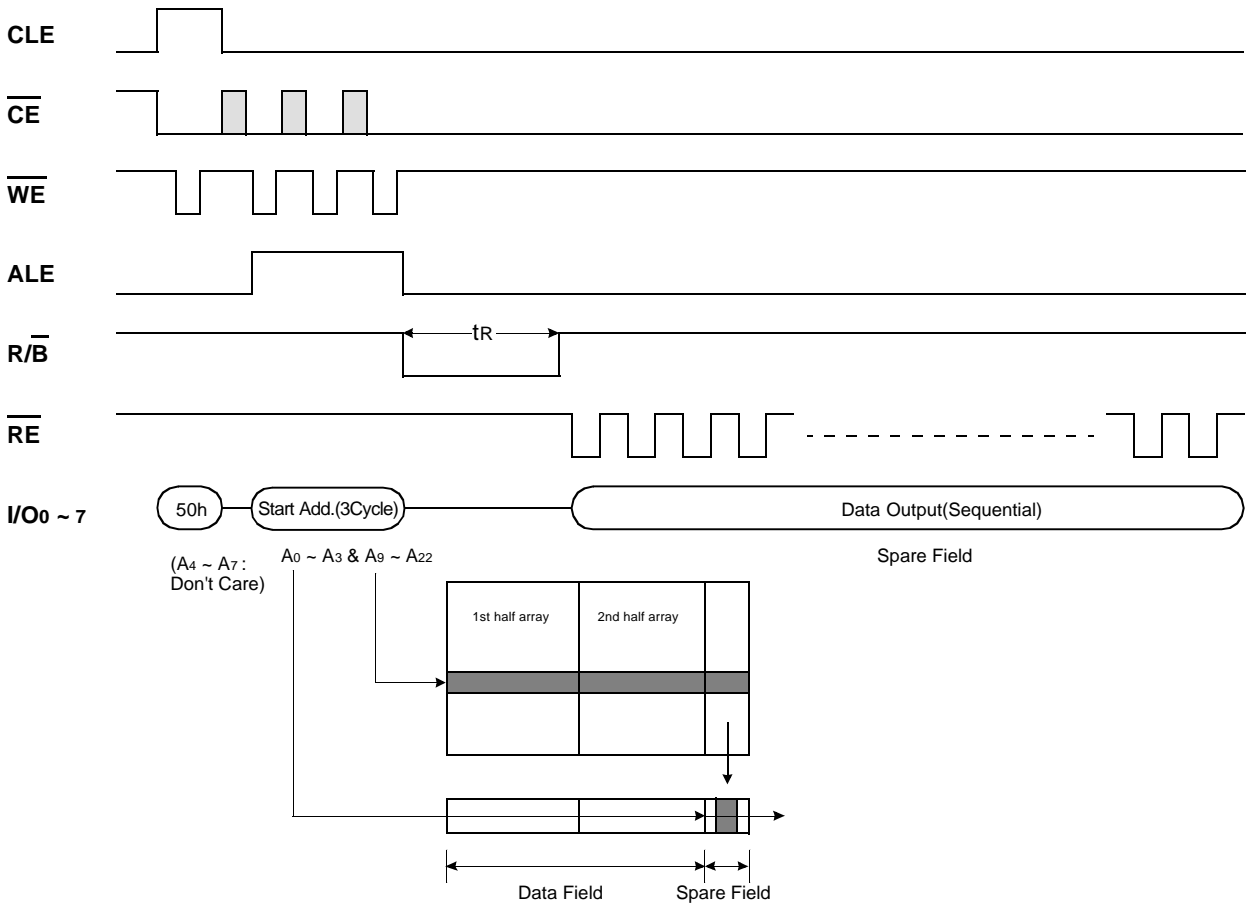 CLE
CE
WE
ALE
tR
R/B
RE
I/O0 ~ 7
50h
Start Add.(3Cycle)
Data Output(Sequential)
(A4 ~ A7 :
Don't Care)
A0 ~ A3 & A9 ~ A22
Spare Field
1st half array
2nd half array
Data Field
Spare Field